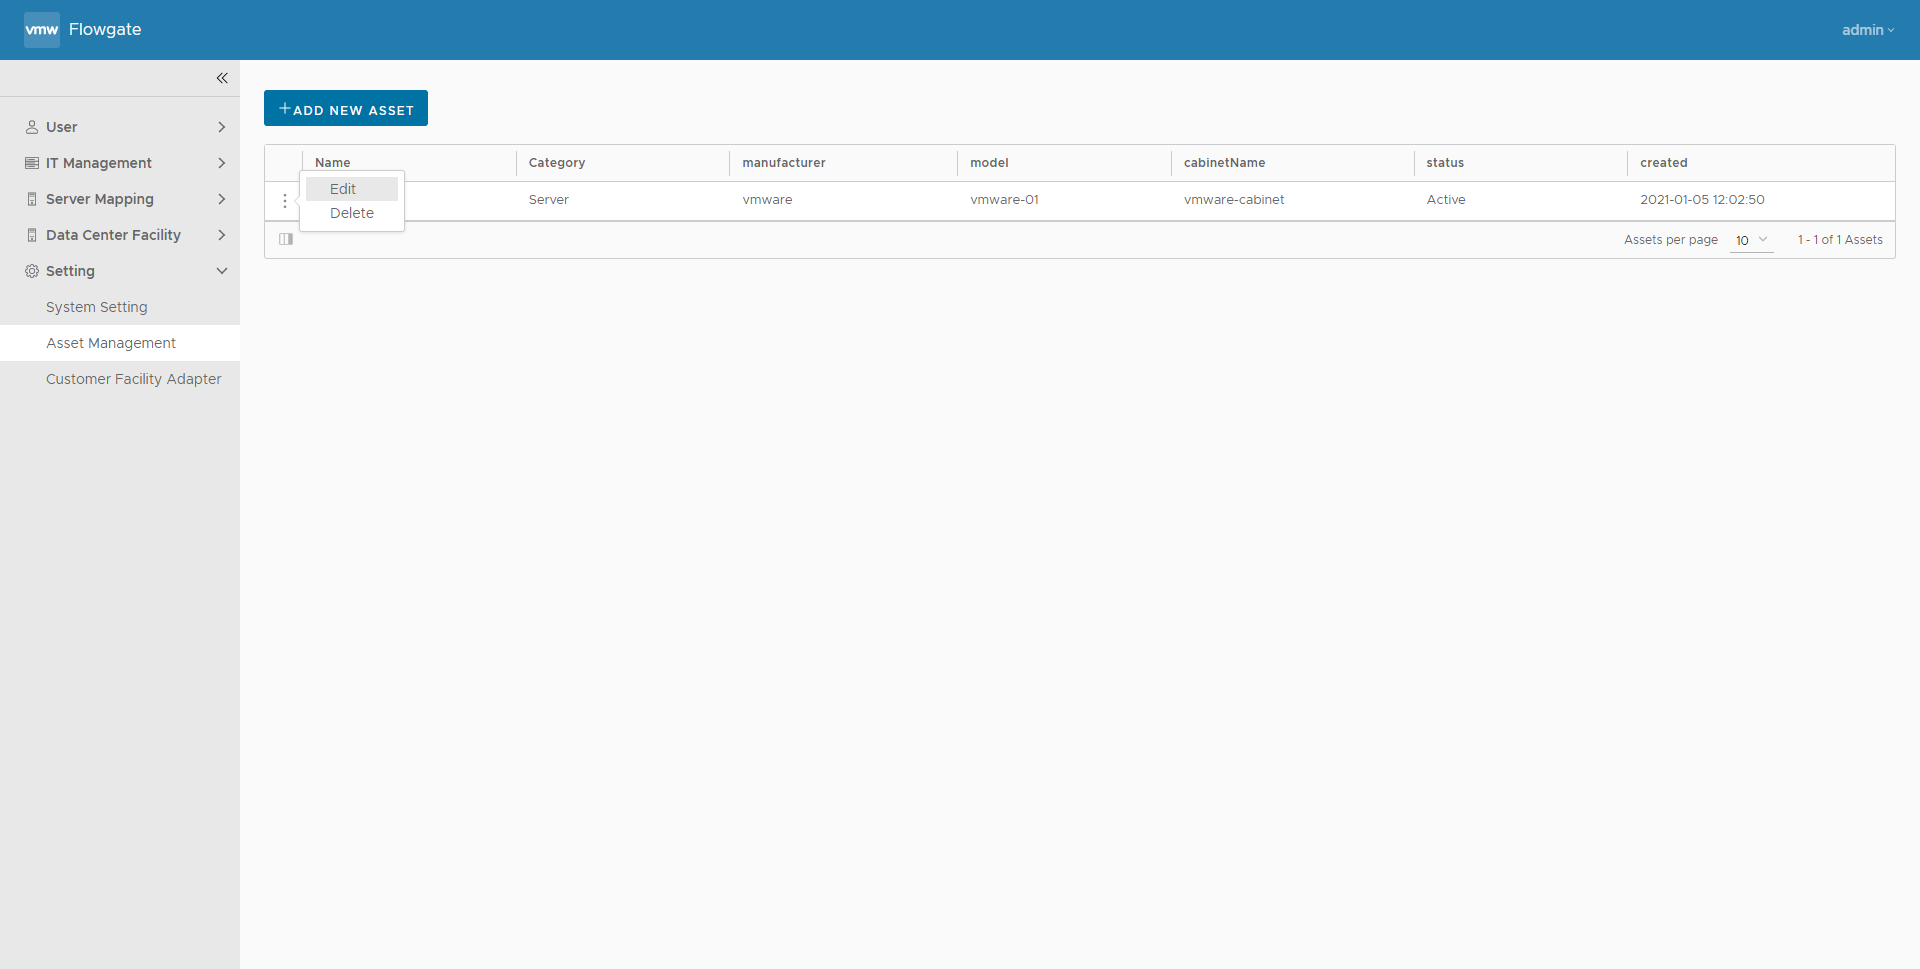 vmw Flowgate
admin
ADD NEW ASSET
User
IT Management
Server Mapping
Data Center Facility
Setting
System Setting
Asset Management
Customer Facility Adapter
Name Category manufacturer model cabinetName status created
Edit
Delete
Server vmware vmware-01 vmware-cabinet Active 2021-01-05 12:02:50
Assets per page 10 1 - 1 of 1 Assets